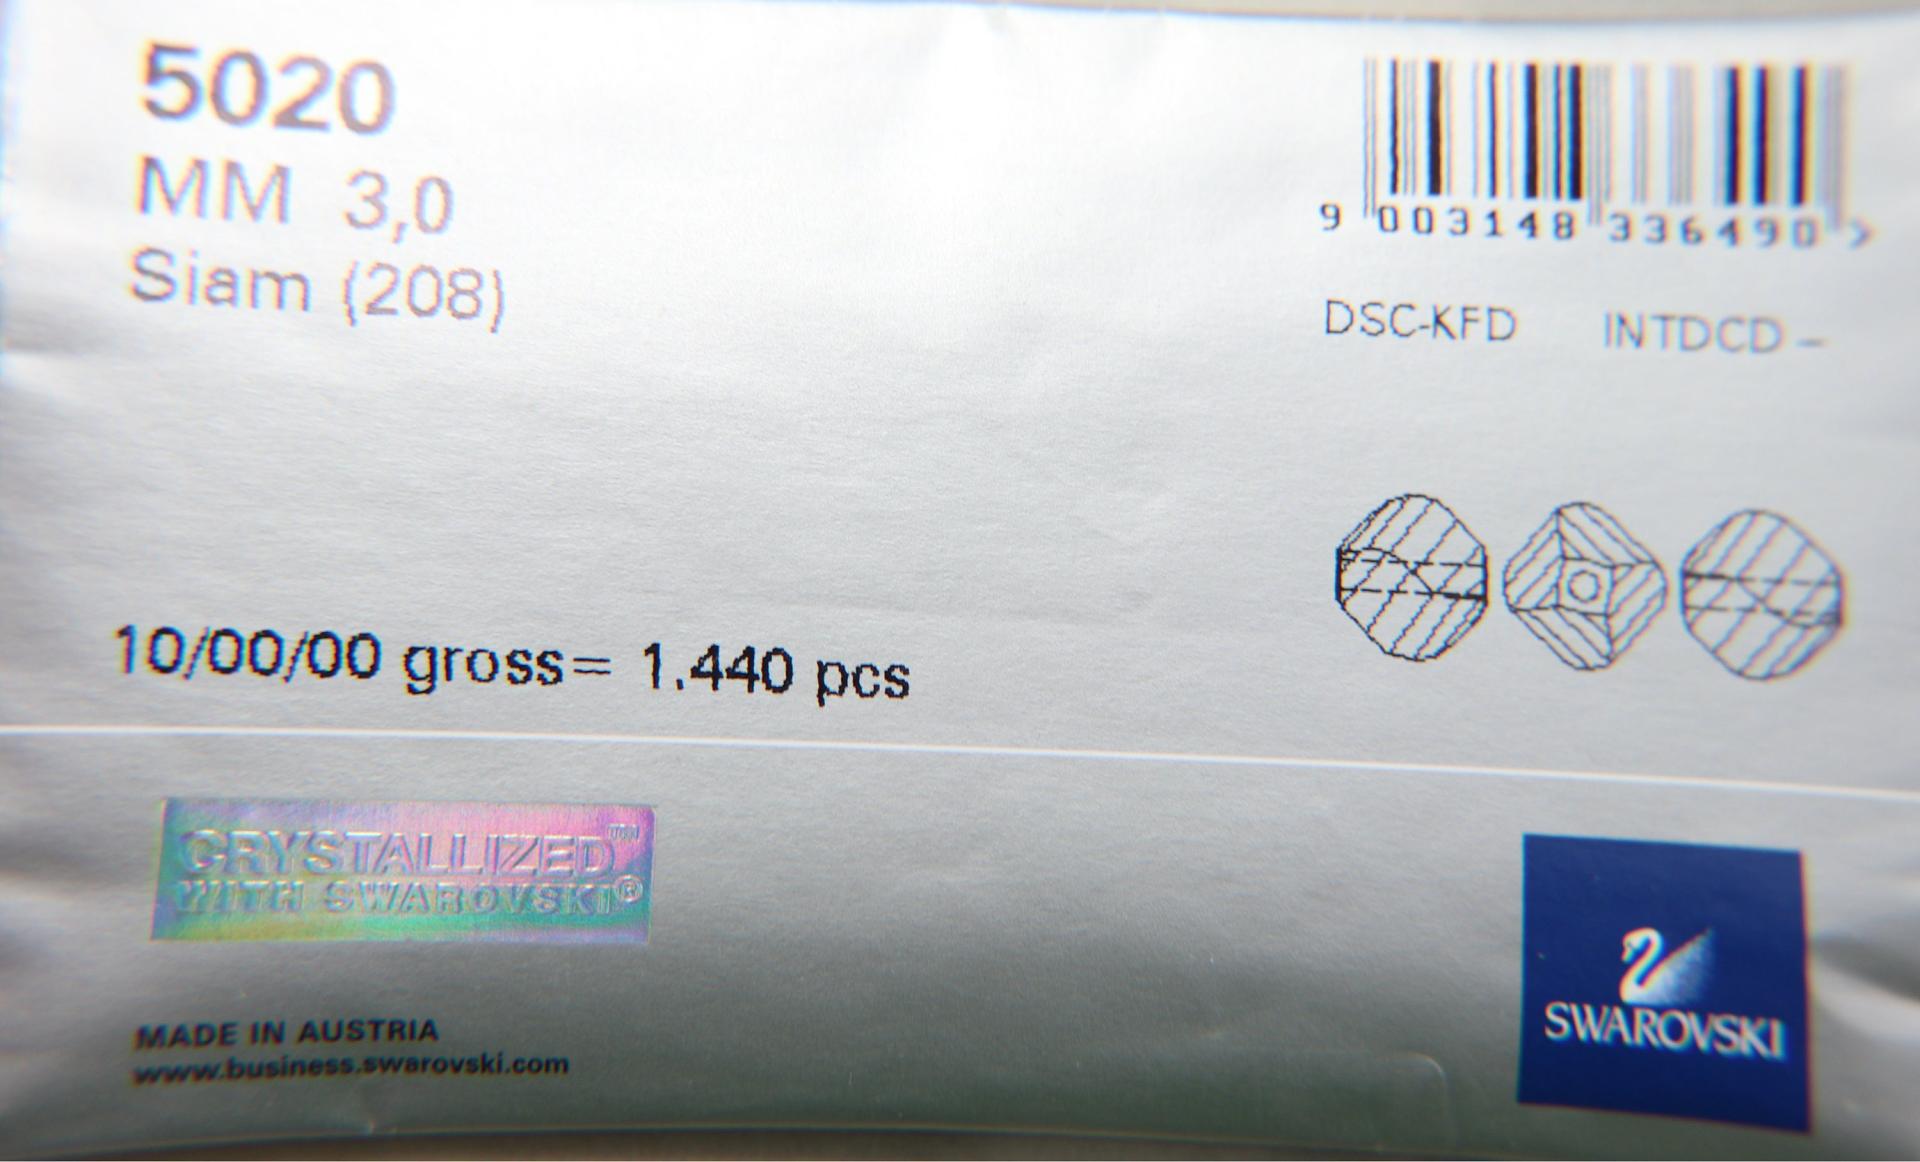 5020
MM 3,0
Siam (208)
9 003148 336490 >
DSC-KFD INTDCD –
10/00/00 gross= 1.440 pcs
CRYSTALLIZED™
WITH SWAROVSKI®
MADE IN AUSTRIA
www.business.swarovski.com
SWAROVSKI